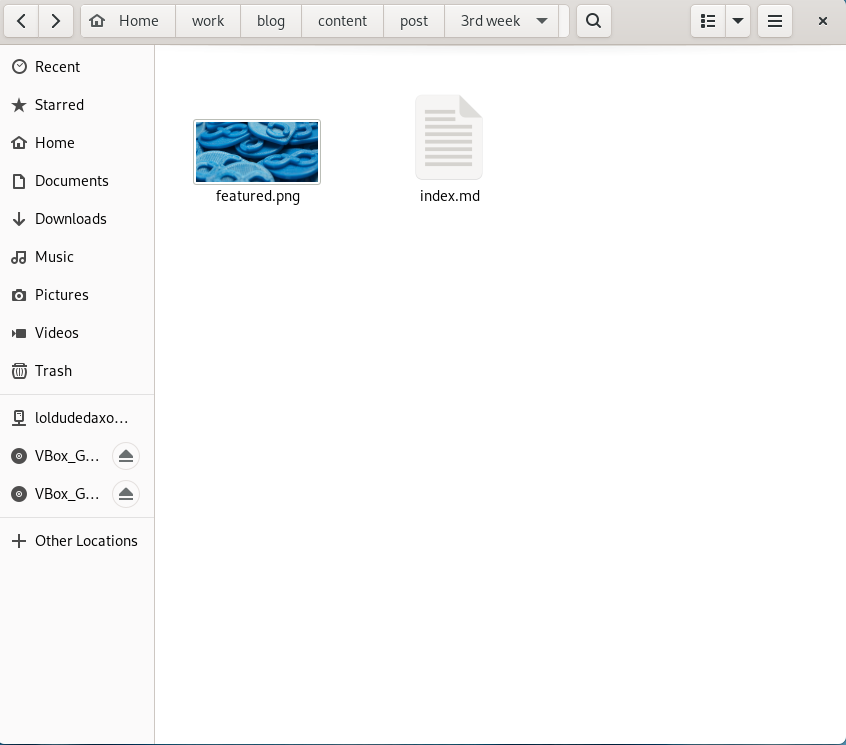 Home work blog content post 3rd week
Recent
Starred
Home
Documents
Downloads
Music
Pictures
Videos
Trash
loldudedaxo...
VBox_G...
VBox_G...
Other Locations
featured.png index.md